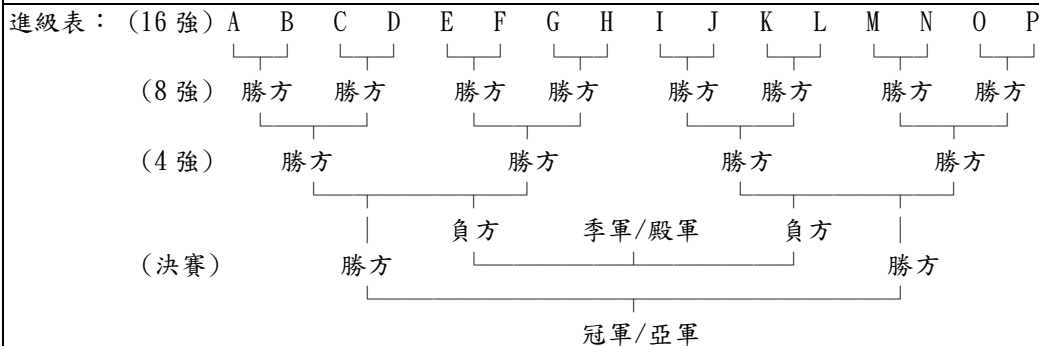 進級表： (16 強) A B C D E F G H I J K L M N O P
(8 強) 勝方 勝方 勝方 勝方 勝方 勝方 勝方 勝方
(4 強) 勝方 勝方 勝方 勝方
負方 季軍/殿軍 負方
(決賽) 勝方 勝方
冠軍/亞軍